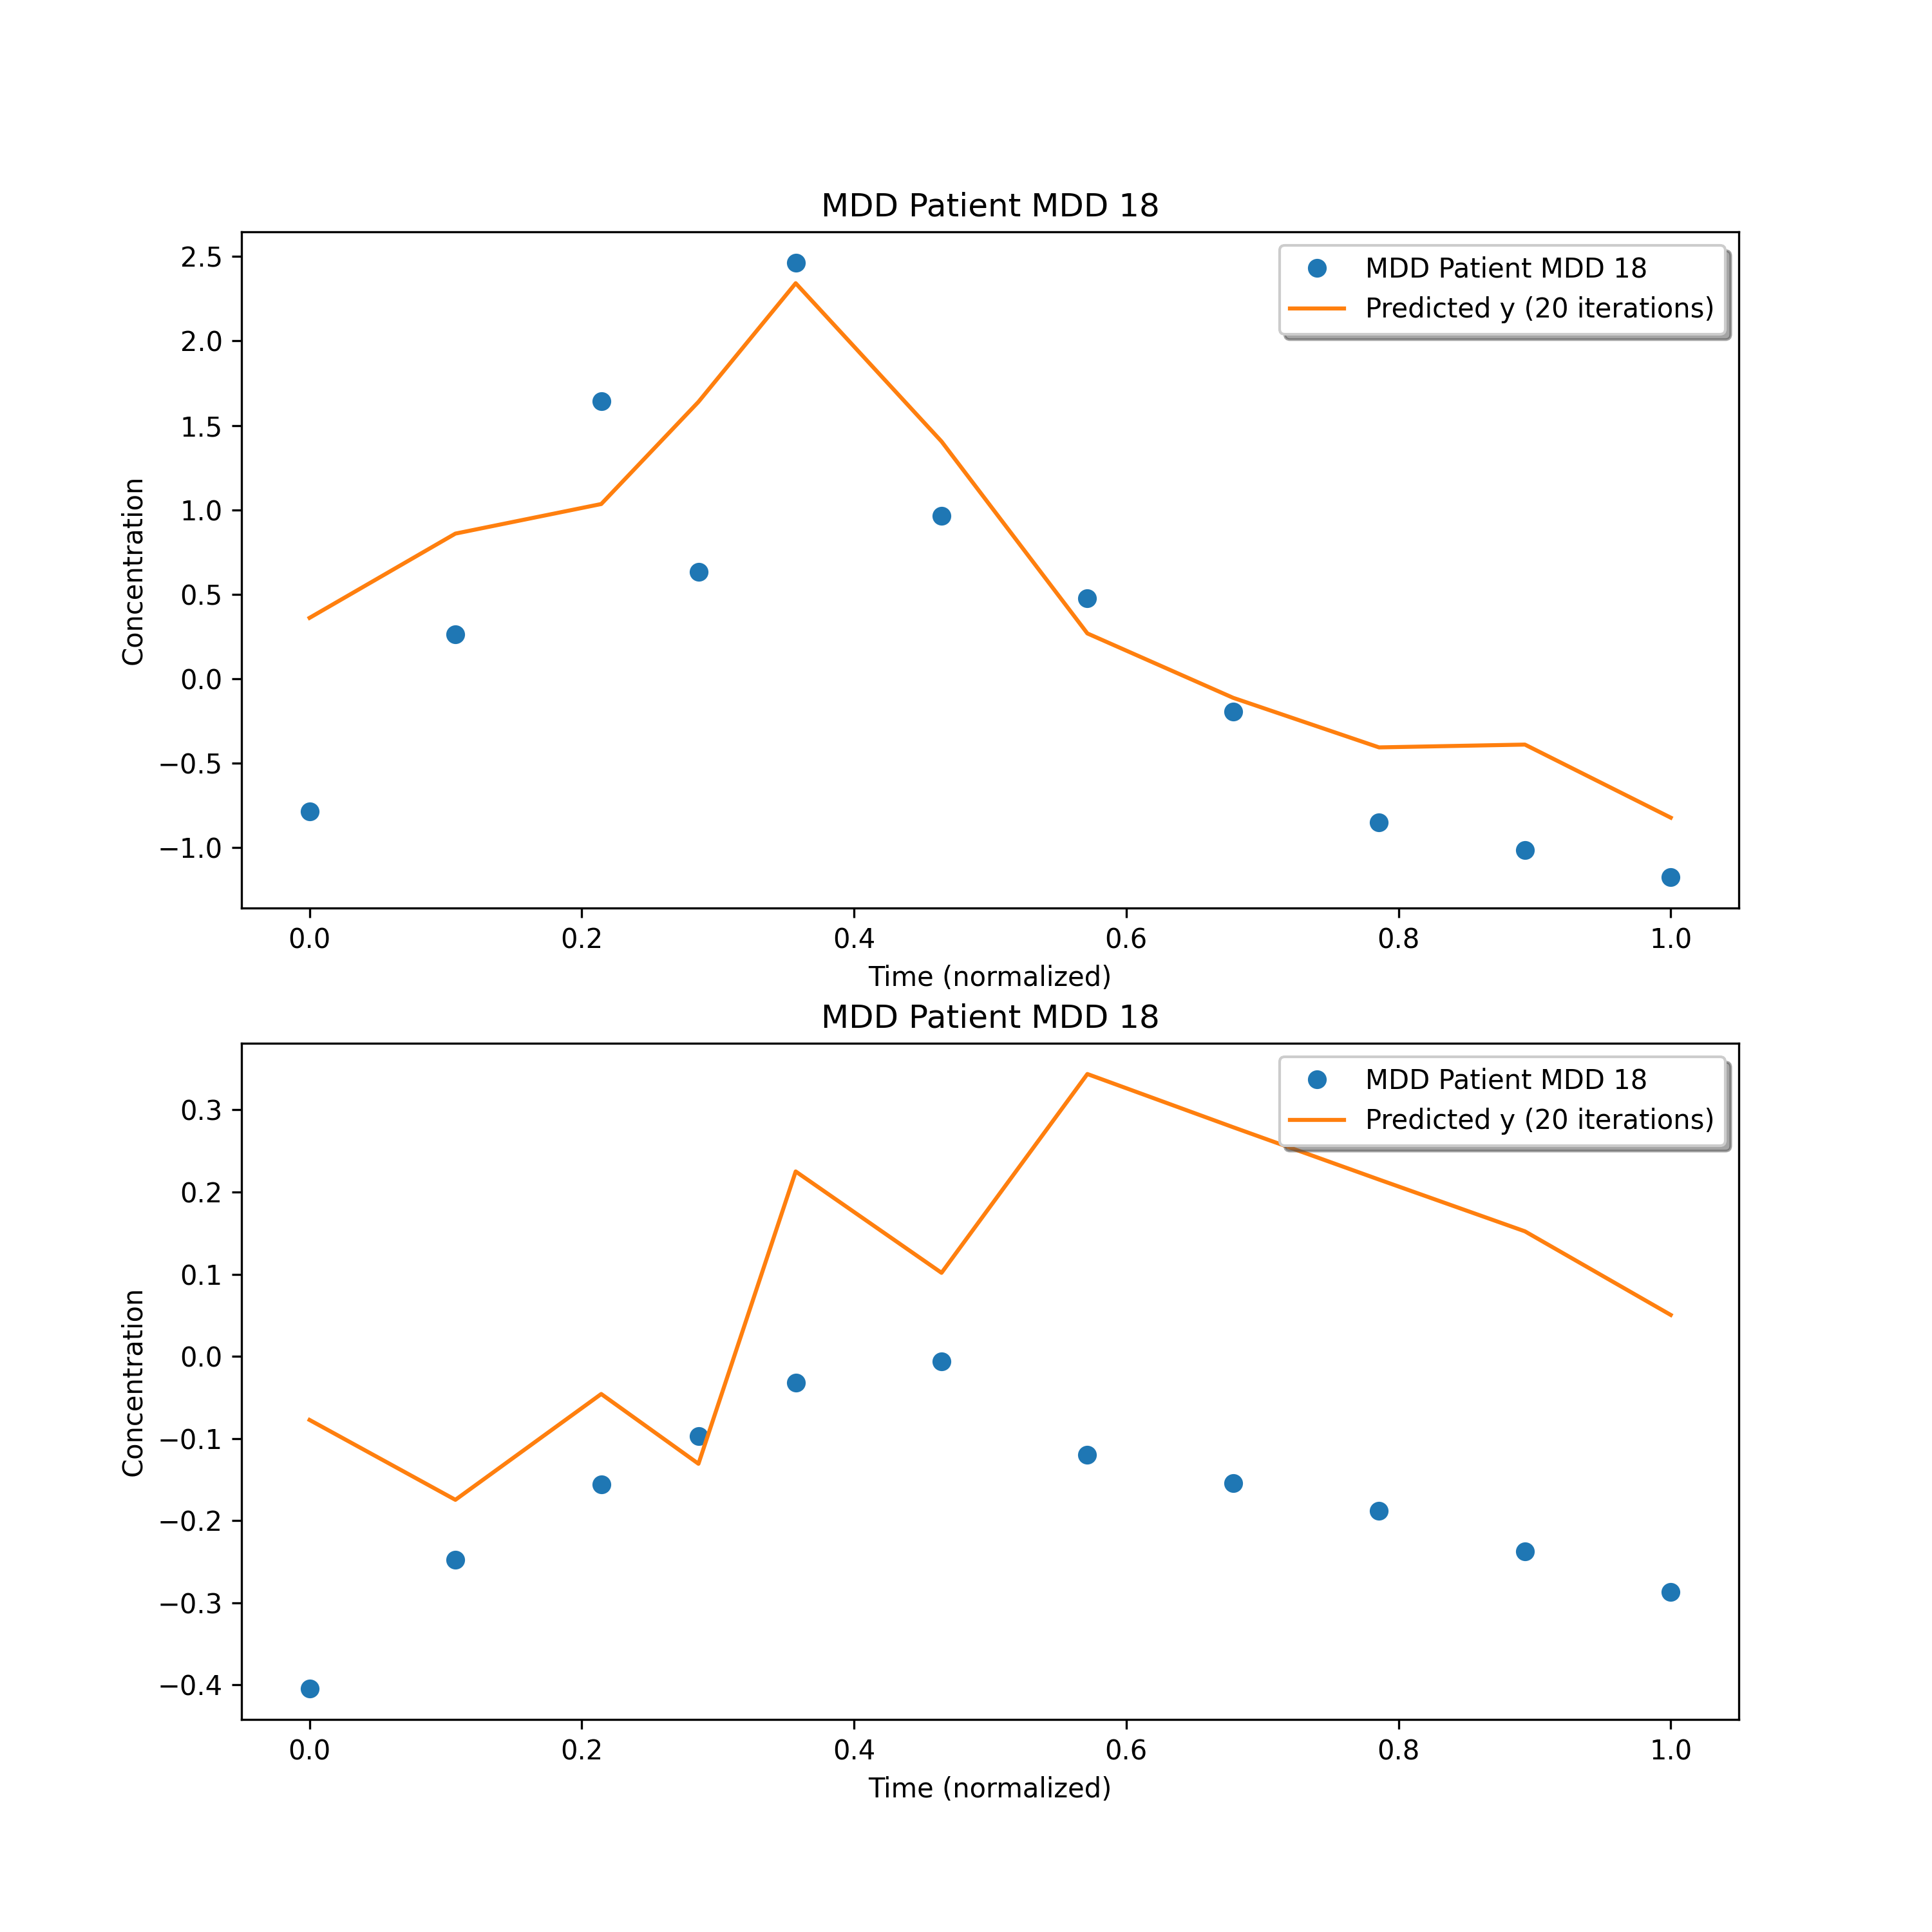 MDD Patient MDD 18
2.5
2.0
1.5
1.0
0.5
0.0
−0.5
−1.0
Concentration
MDD Patient MDD 18
Predicted y (20 iterations)
0.0 0.2 0.4 0.6 0.8 1.0
Time (normalized)
MDD Patient MDD 18
0.3
0.2
0.1
0.0
−0.1
−0.2
−0.3
−0.4
Concentration
MDD Patient MDD 18
Predicted y (20 iterations)
0.0 0.2 0.4 0.6 0.8 1.0
Time (normalized)